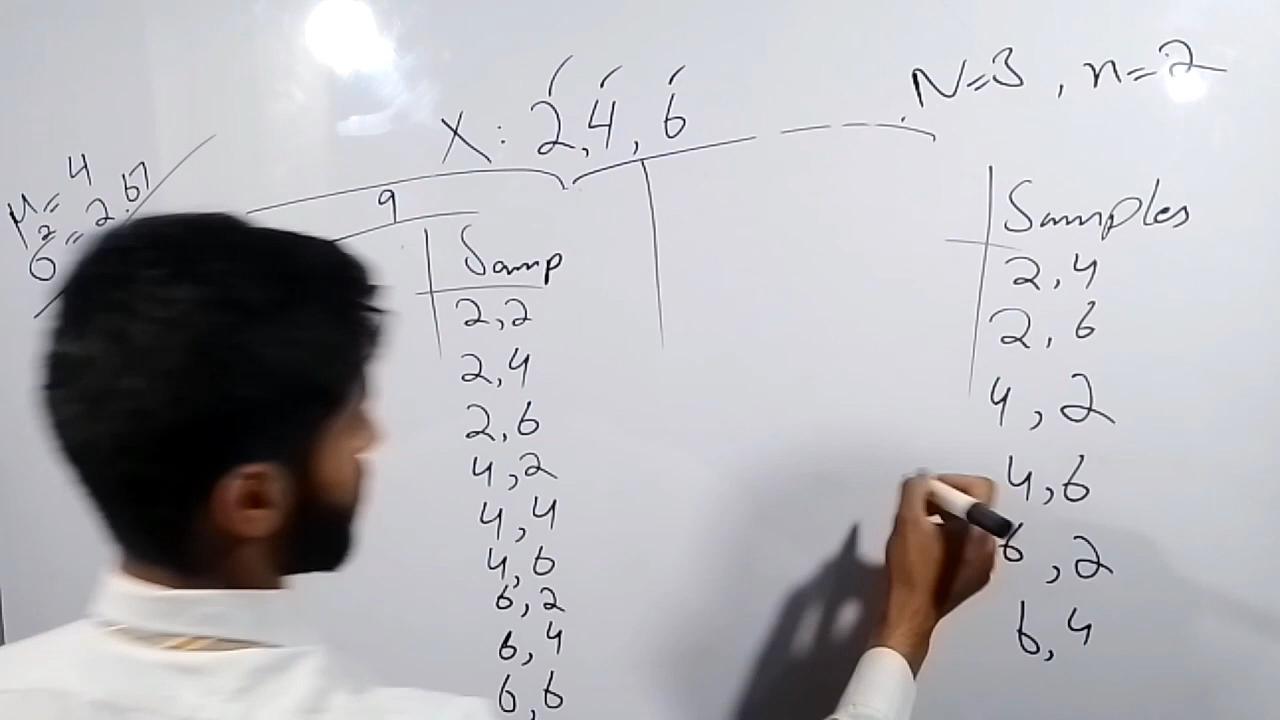 N=3, n=2
X: 2,4,6
μ=4
σ²=2.67
9
Samp
2,2
2,4
2,6
4,2
4,4
4,6
6,2
6,4
6,6
Samples
2,4
2,6
4,2
4,6
6,2
6,4